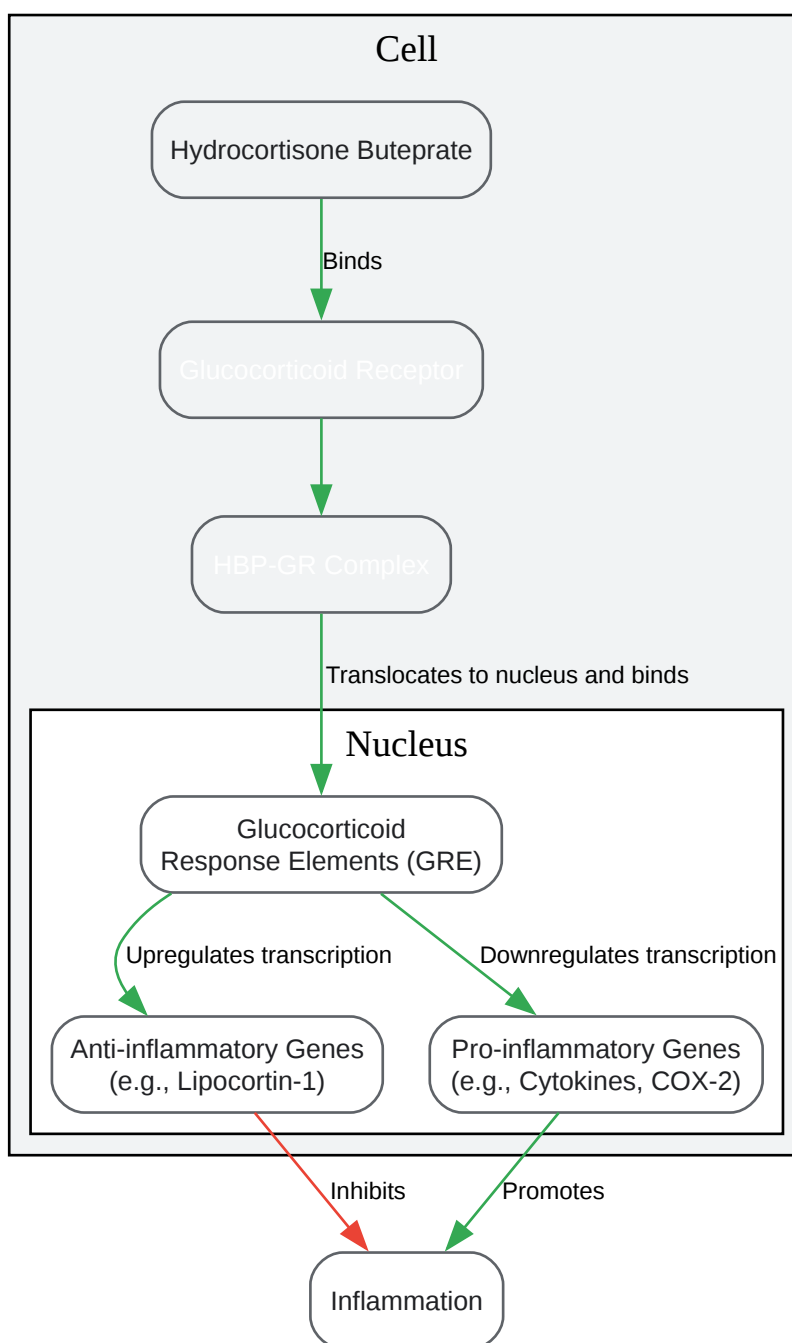 Cell
Hydrocortisone Buteprate
Binds
Glucocorticoid Receptor
HBP-GR Complex
Translocates to nucleus and binds
Nucleus
Glucocorticoid
Response Elements (GRE)
Upregulates transcription
Downregulates transcription
Anti-inflammatory Genes
(e.g., Lipocortin-1)
Pro-inflammatory Genes
(e.g., Cytokines, COX-2)
Inhibits
Promotes
Inflammation